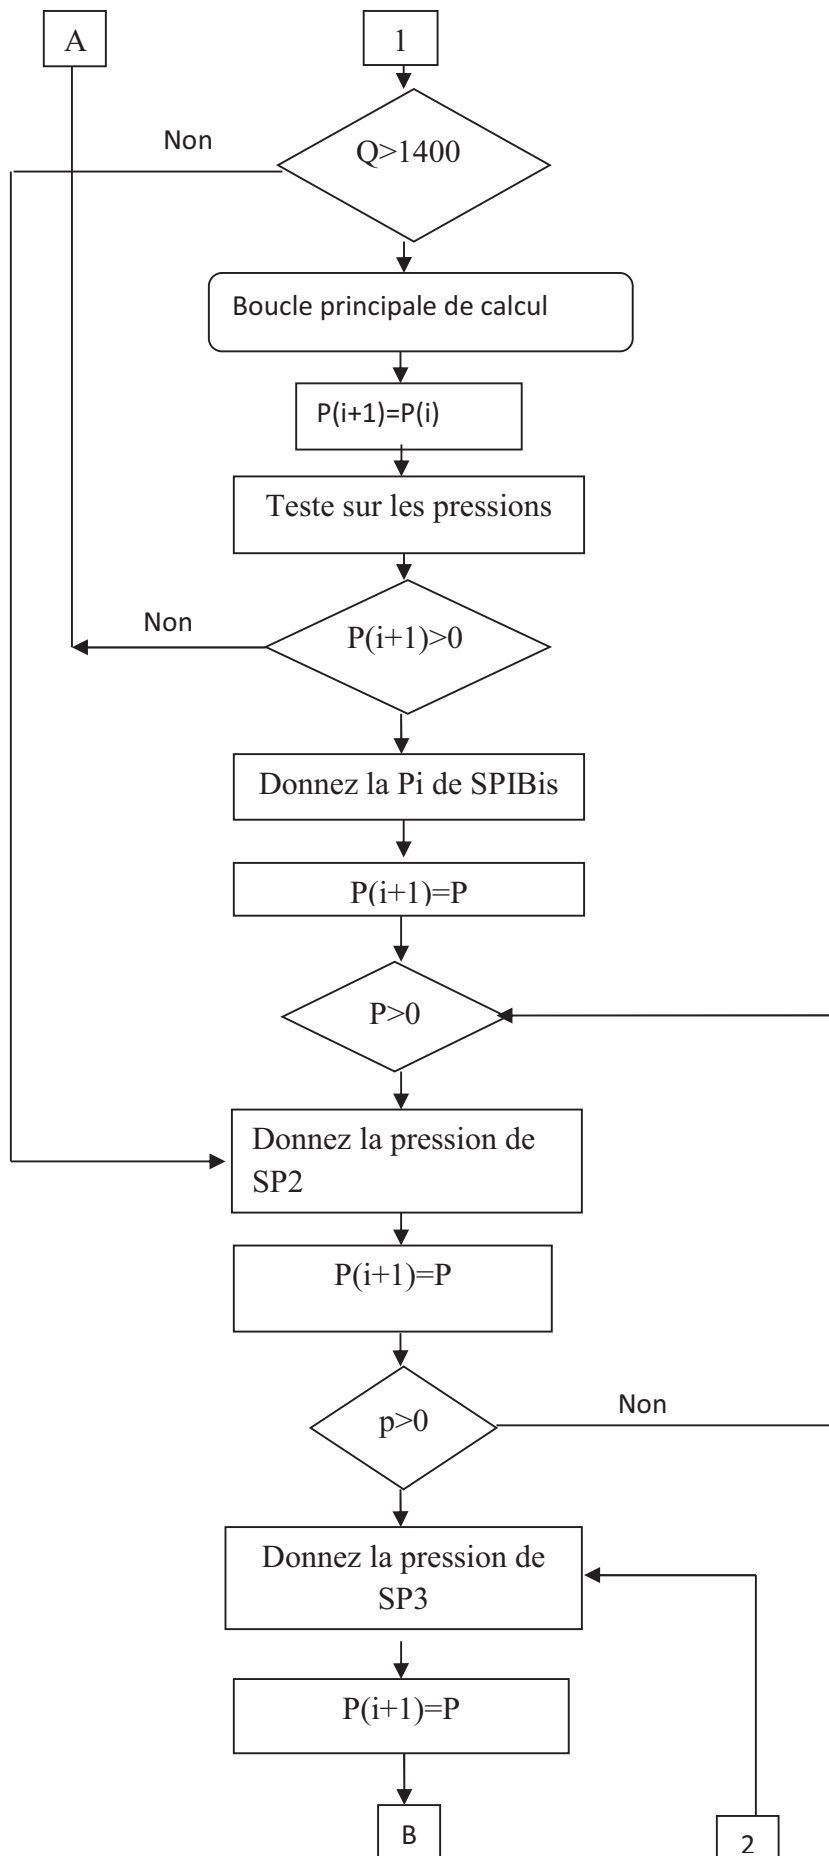 A
1
Non
Q>1400
Boucle principale de calcul
P(i+1)=P(i)
Teste sur les pressions
Non
P(i+1)>0
Donnez la Pi de SPIBis
P(i+1)=P
P>0
Donnez la pression de
SP2
P(i+1)=P
p>0
Non
Donnez la pression de
SP3
P(i+1)=P
B
2